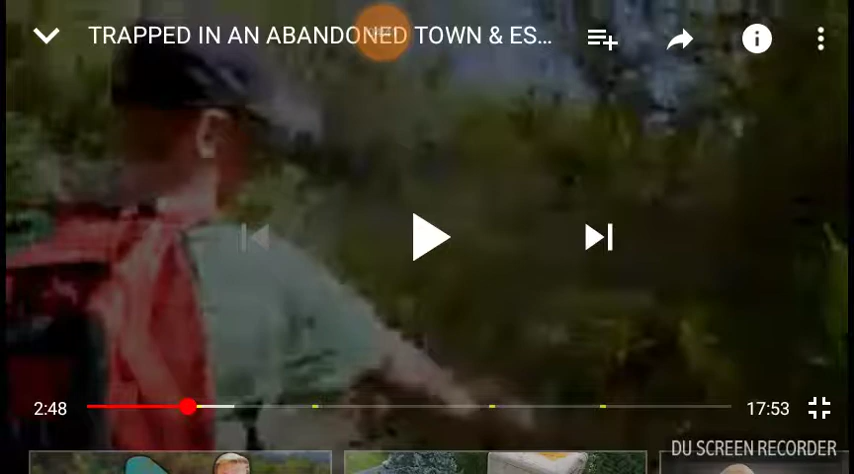 TRAPPED IN AN ABANDONED TOWN & ES...
2:48
17:53
DU SCREEN RECORDER